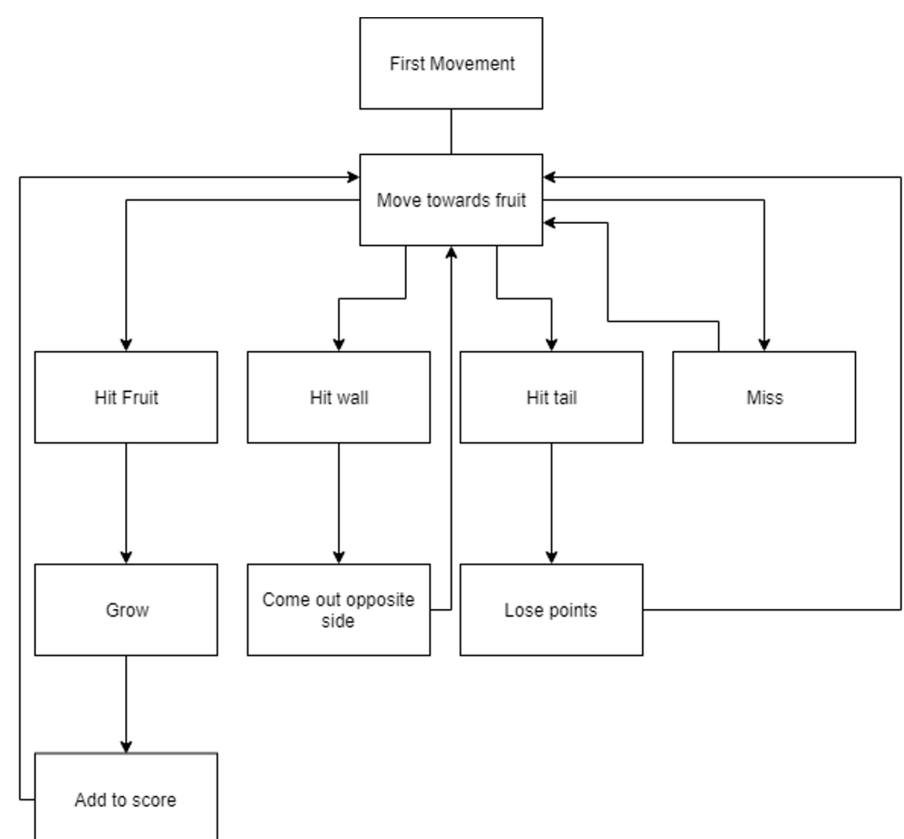 First Movement
Move towards fruit
Hit Fruit
Hit wall
Hit tail
Miss
Grow
Come out opposite
side
Lose points
Add to score